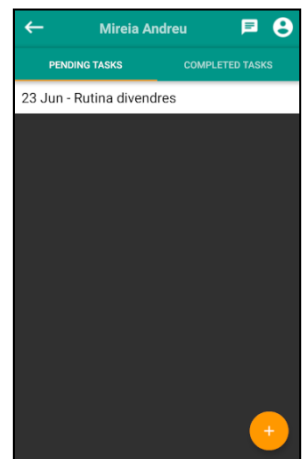 Mireia Andreu
PENDING TASKS COMPLETED TASKS
23 Jun - Rutina divendres